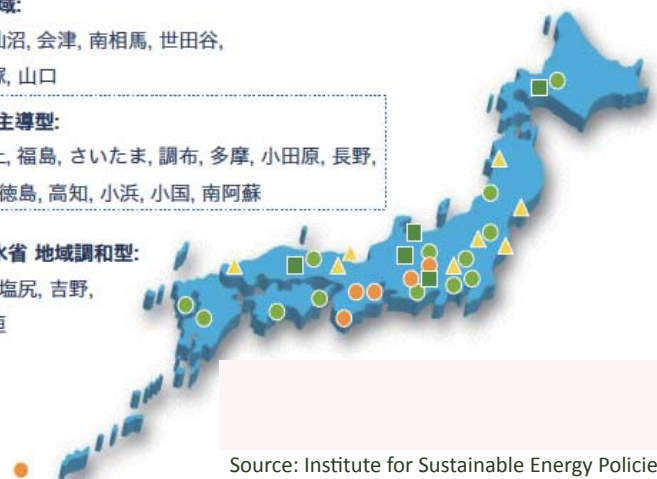 域:
仙沼, 会津, 南相馬, 世田谷,
山口
主導型:
福島, さいたま, 調布, 多摩, 小田原, 長野,
徳島, 高知, 小浜, 小国, 南阿蘇
省 地域調和型:
塩尻, 吉野,
Source: Institute for Sustainable Energy Policie